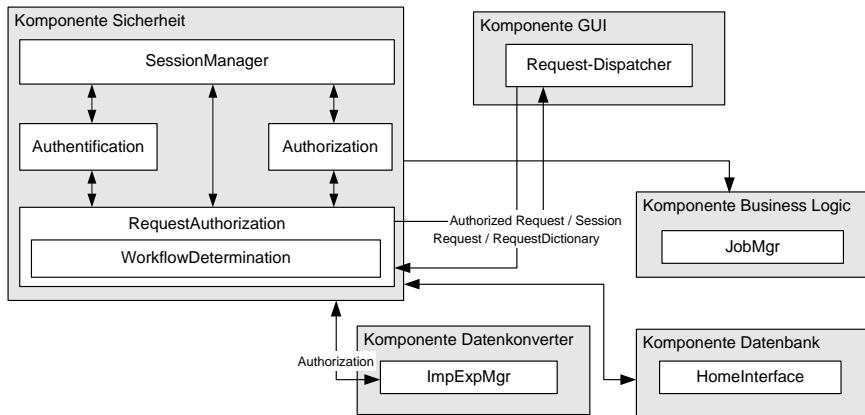 Komponente Sicherheit
SessionManager
Authentification
Authorization
RequestAuthorization
WorkflowDetermination
Komponente GUI
Request-Dispatcher
Authorized Request / Session
Request / RequestDictionary
Komponente Business Logic
JobMgr
Authorization
Komponente Datenkonverter
ImpExpMgr
Komponente Datenbank
HomeInterface